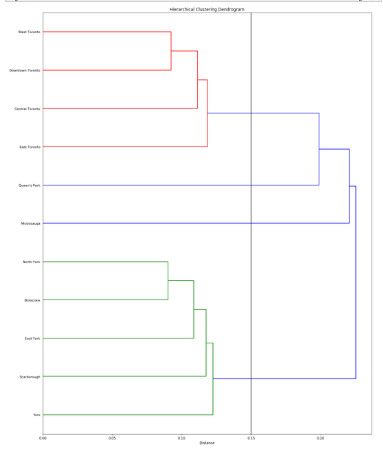 Hierarchical Clustering Dendrogram
West Toronto
Downtown Toronto
Central Toronto
East Toronto
Queen's Park
Mississauga
North York
Etobicoke
East York
Scarborough
York
0.00 0.05 0.10 0.15 0.20
Distance